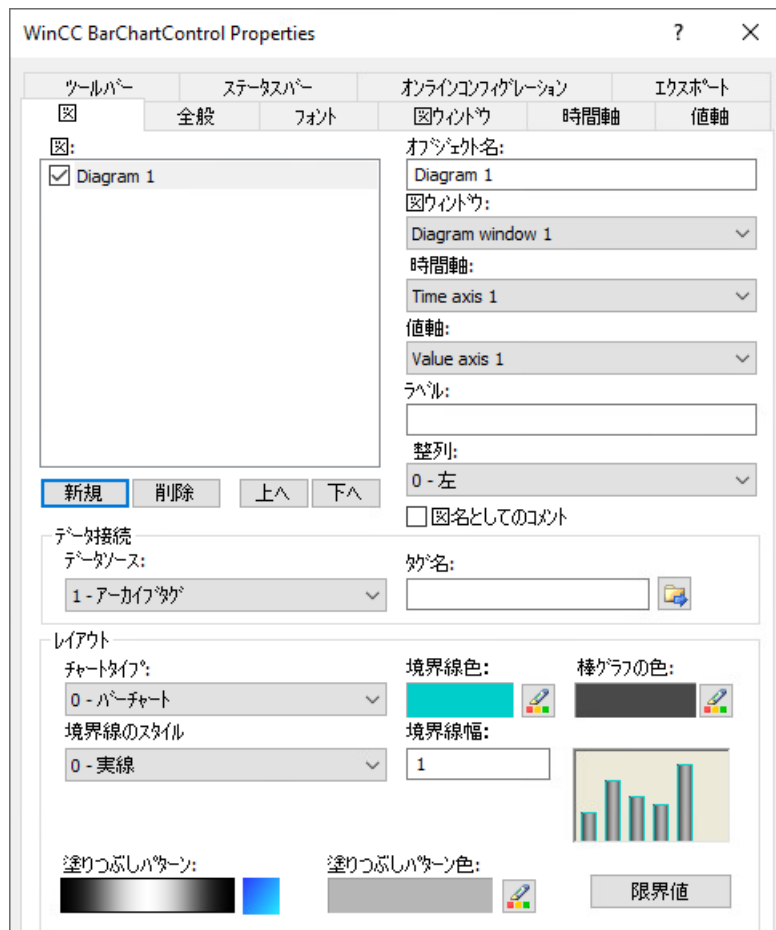 WinCC BarChartControl Properties
ツールバー ステータスバー オンラインコンフィグレーション エクスポート
図 全般 フォント 図ウィンドウ 時間軸 値軸
図:
Diagram 1
オブジェクト名:
Diagram 1
図ウィンドウ:
Diagram window 1
時間軸:
Time axis 1
値軸:
Value axis 1
ラベル:
整列:
0 - 左
新規 削除 上へ 下へ
図名としてのコメント
データ接続
データソース:
1 - アーカイブタグ
タグ名:
レイアウト
チャートタイプ:
0 - バーチャート
境界線色:
棒グラフの色:
境界線のスタイル
0 - 実線
境界線幅:
1
塗りつぶしパターン:
塗りつぶしパターン色:
限界値